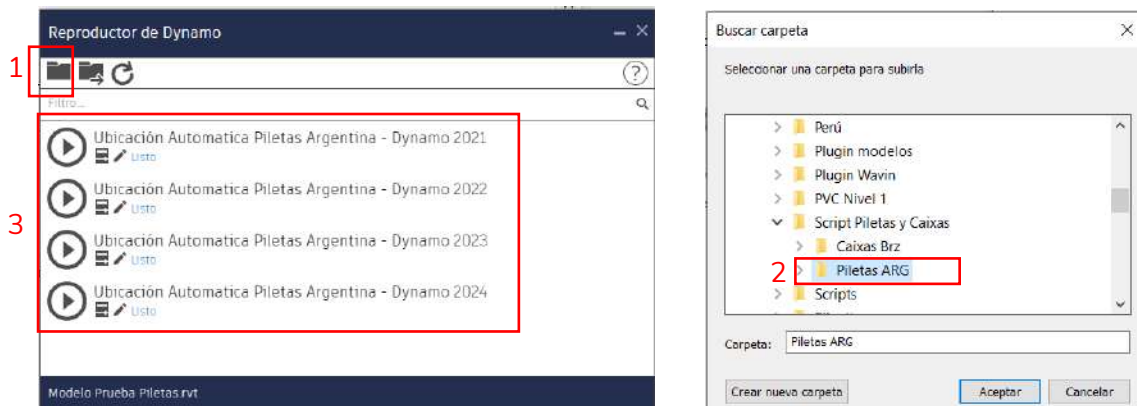 Reproductor de Dynamo
1
Filtro...
Ubicación Automatica Piletas Argentina - Dynamo 2021
Listo
Ubicación Automatica Piletas Argentina - Dynamo 2022
Listo
Ubicación Automatica Piletas Argentina - Dynamo 2023
Listo
Ubicación Automatica Piletas Argentina - Dynamo 2024
Listo
3
Modelo Prueba Piletas.rvt
Buscar carpeta
Seleccionar una carpeta para subirla
Perú
Plugin modelos
Plugin Wavin
PVC Nivel 1
Script Piletas y Caixas
Caixas Brz
2
Piletas ARG
Scripts
Carpeta: Piletas ARG
Crear nueva carpeta Aceptar Cancelar